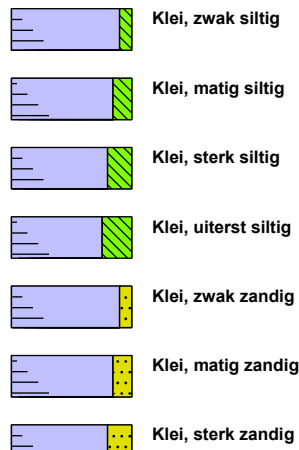 Klei, zwak siltig
Klei, matig siltig
Klei, sterk siltig
Klei, uiterst siltig
Klei, zwak zandig
Klei, matig zandig
Klei, sterk zandig